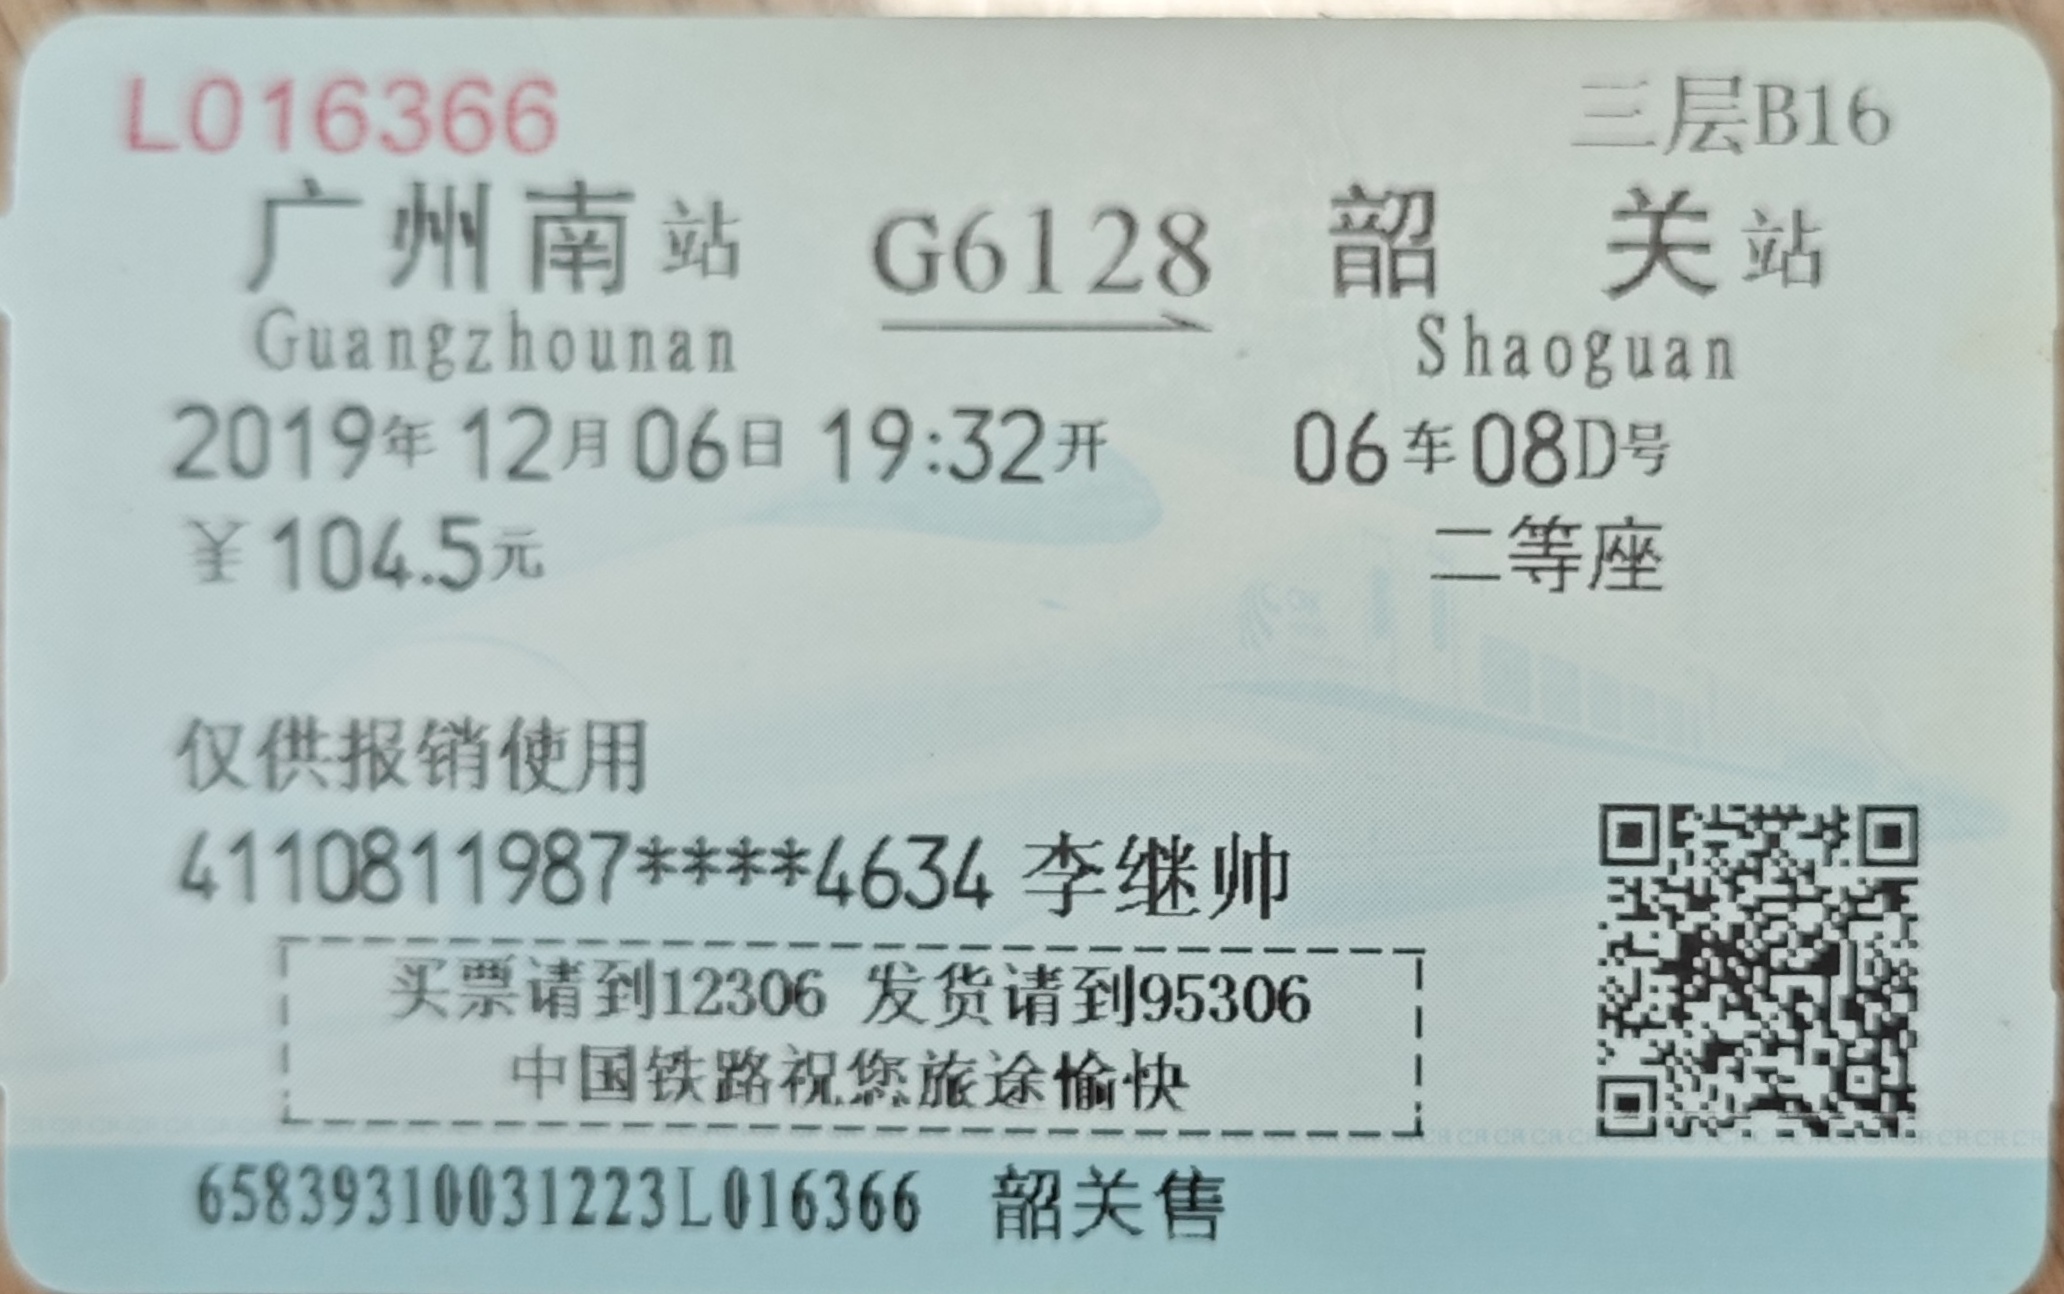 L016366 三层B16
广州南站 G6128 韶关站
Guangzhounan Shaoguan
2019年12月06日 19:32开 06车08D号
¥104.5元 二等座
仅供报销使用
4110811987****4634 李继帅
买票请到12306 发货请到95306
中国铁路祝您旅途愉快
65839310031223L016366 韶关售